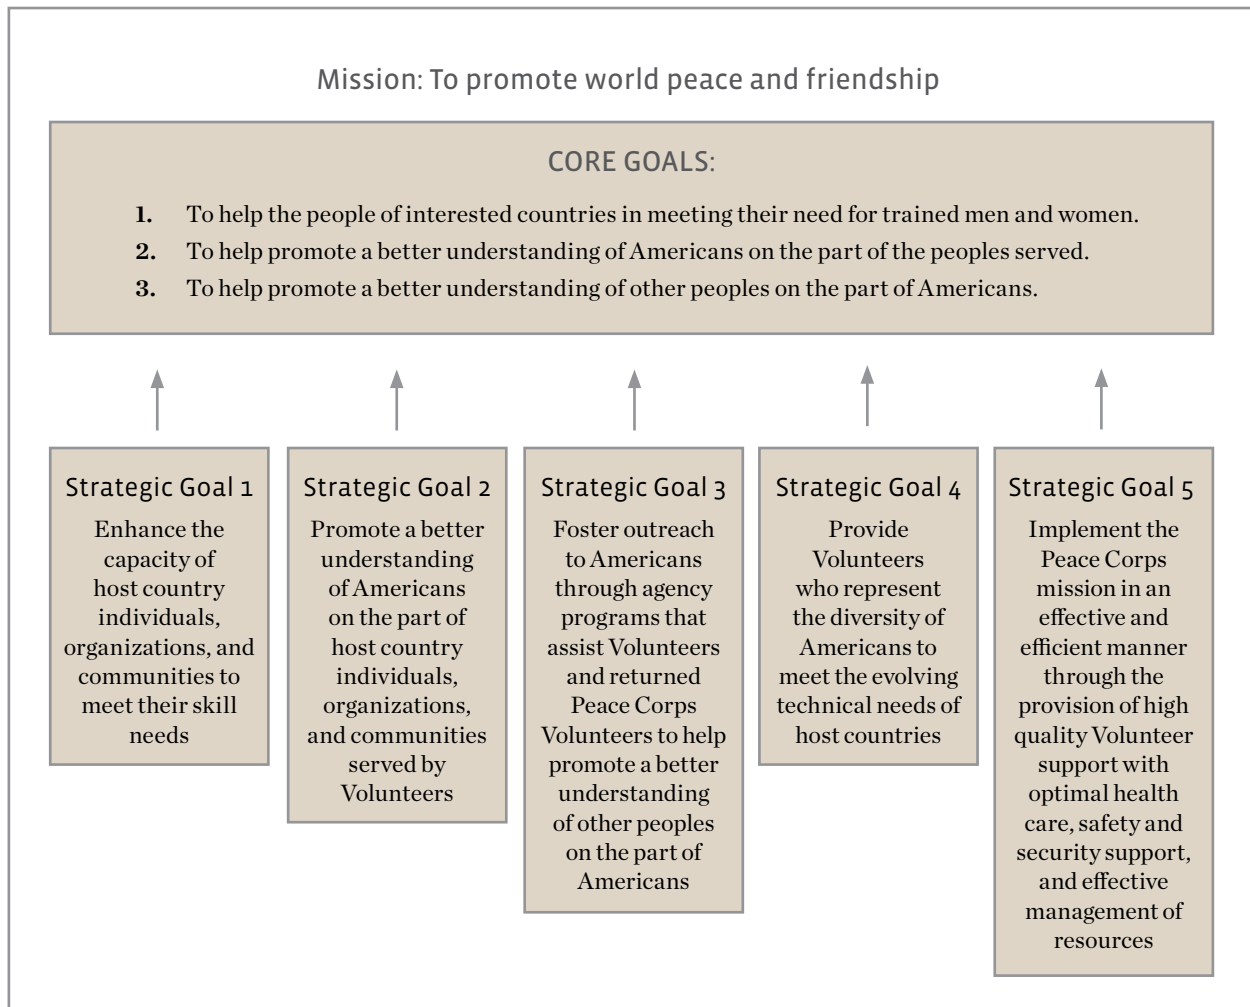 Mission: To promote world peace and friendship
CORE GOALS:
1. To help the people of interested countries in meeting their need for trained men and women.
2. To help promote a better understanding of Americans on the part of the peoples served.
3. To help promote a better understanding of other peoples on the part of Americans.
Strategic Goal 1
Enhance the
capacity of
host country
individuals,
organizations, and
communities to
meet their skill
needs
Strategic Goal 2
Promote a better
understanding
of Americans
on the part of
host country
individuals,
organizations,
and communities
served by
Volunteers
Strategic Goal 3
Foster outreach
to Americans
through agency
programs that
assist Volunteers
and returned
Peace Corps
Volunteers to help
promote a better
understanding
of other peoples
on the part of
Americans
Strategic Goal 4
Provide
Volunteers
who represent
the diversity of
Americans to
meet the evolving
technical needs of
host countries
Strategic Goal 5
Implement the
Peace Corps
mission in an
effective and
efficient manner
through the
provision of high
quality Volunteer
support with
optimal health
care, safety and
security support,
and effective
management of
resources